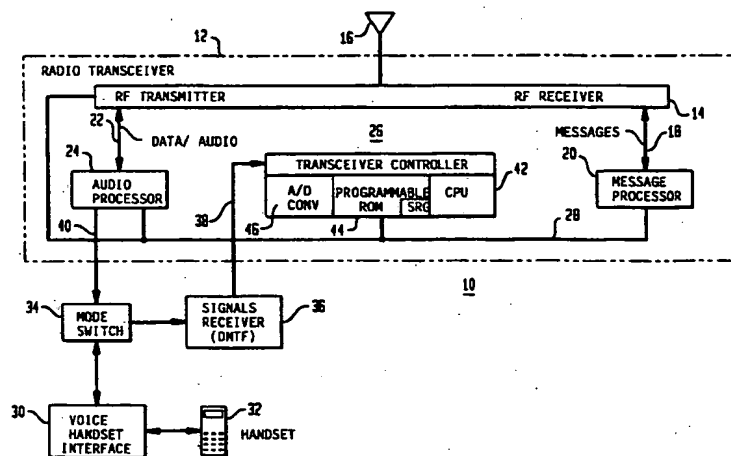 12
16
RADIO TRANSCEIVER
RF TRANSMITTER RF RECEIVER
14
22
DATA/ AUDIO
26
MESSAGES
18
24
AUDIO
PROCESSOR
TRANSCEIVER CONTROLLER
A/D
CONV
PROGRAMMABLE
ROM
SRG
CPU
42
20
MESSAGE
PROCESSOR
38
40
46
44
28
10
34
MODE
SWITCH
SIGNALS
RECEIVER
(DMTF)
36
30
VOICE
HANDSET
INTERFACE
32
HANDSET